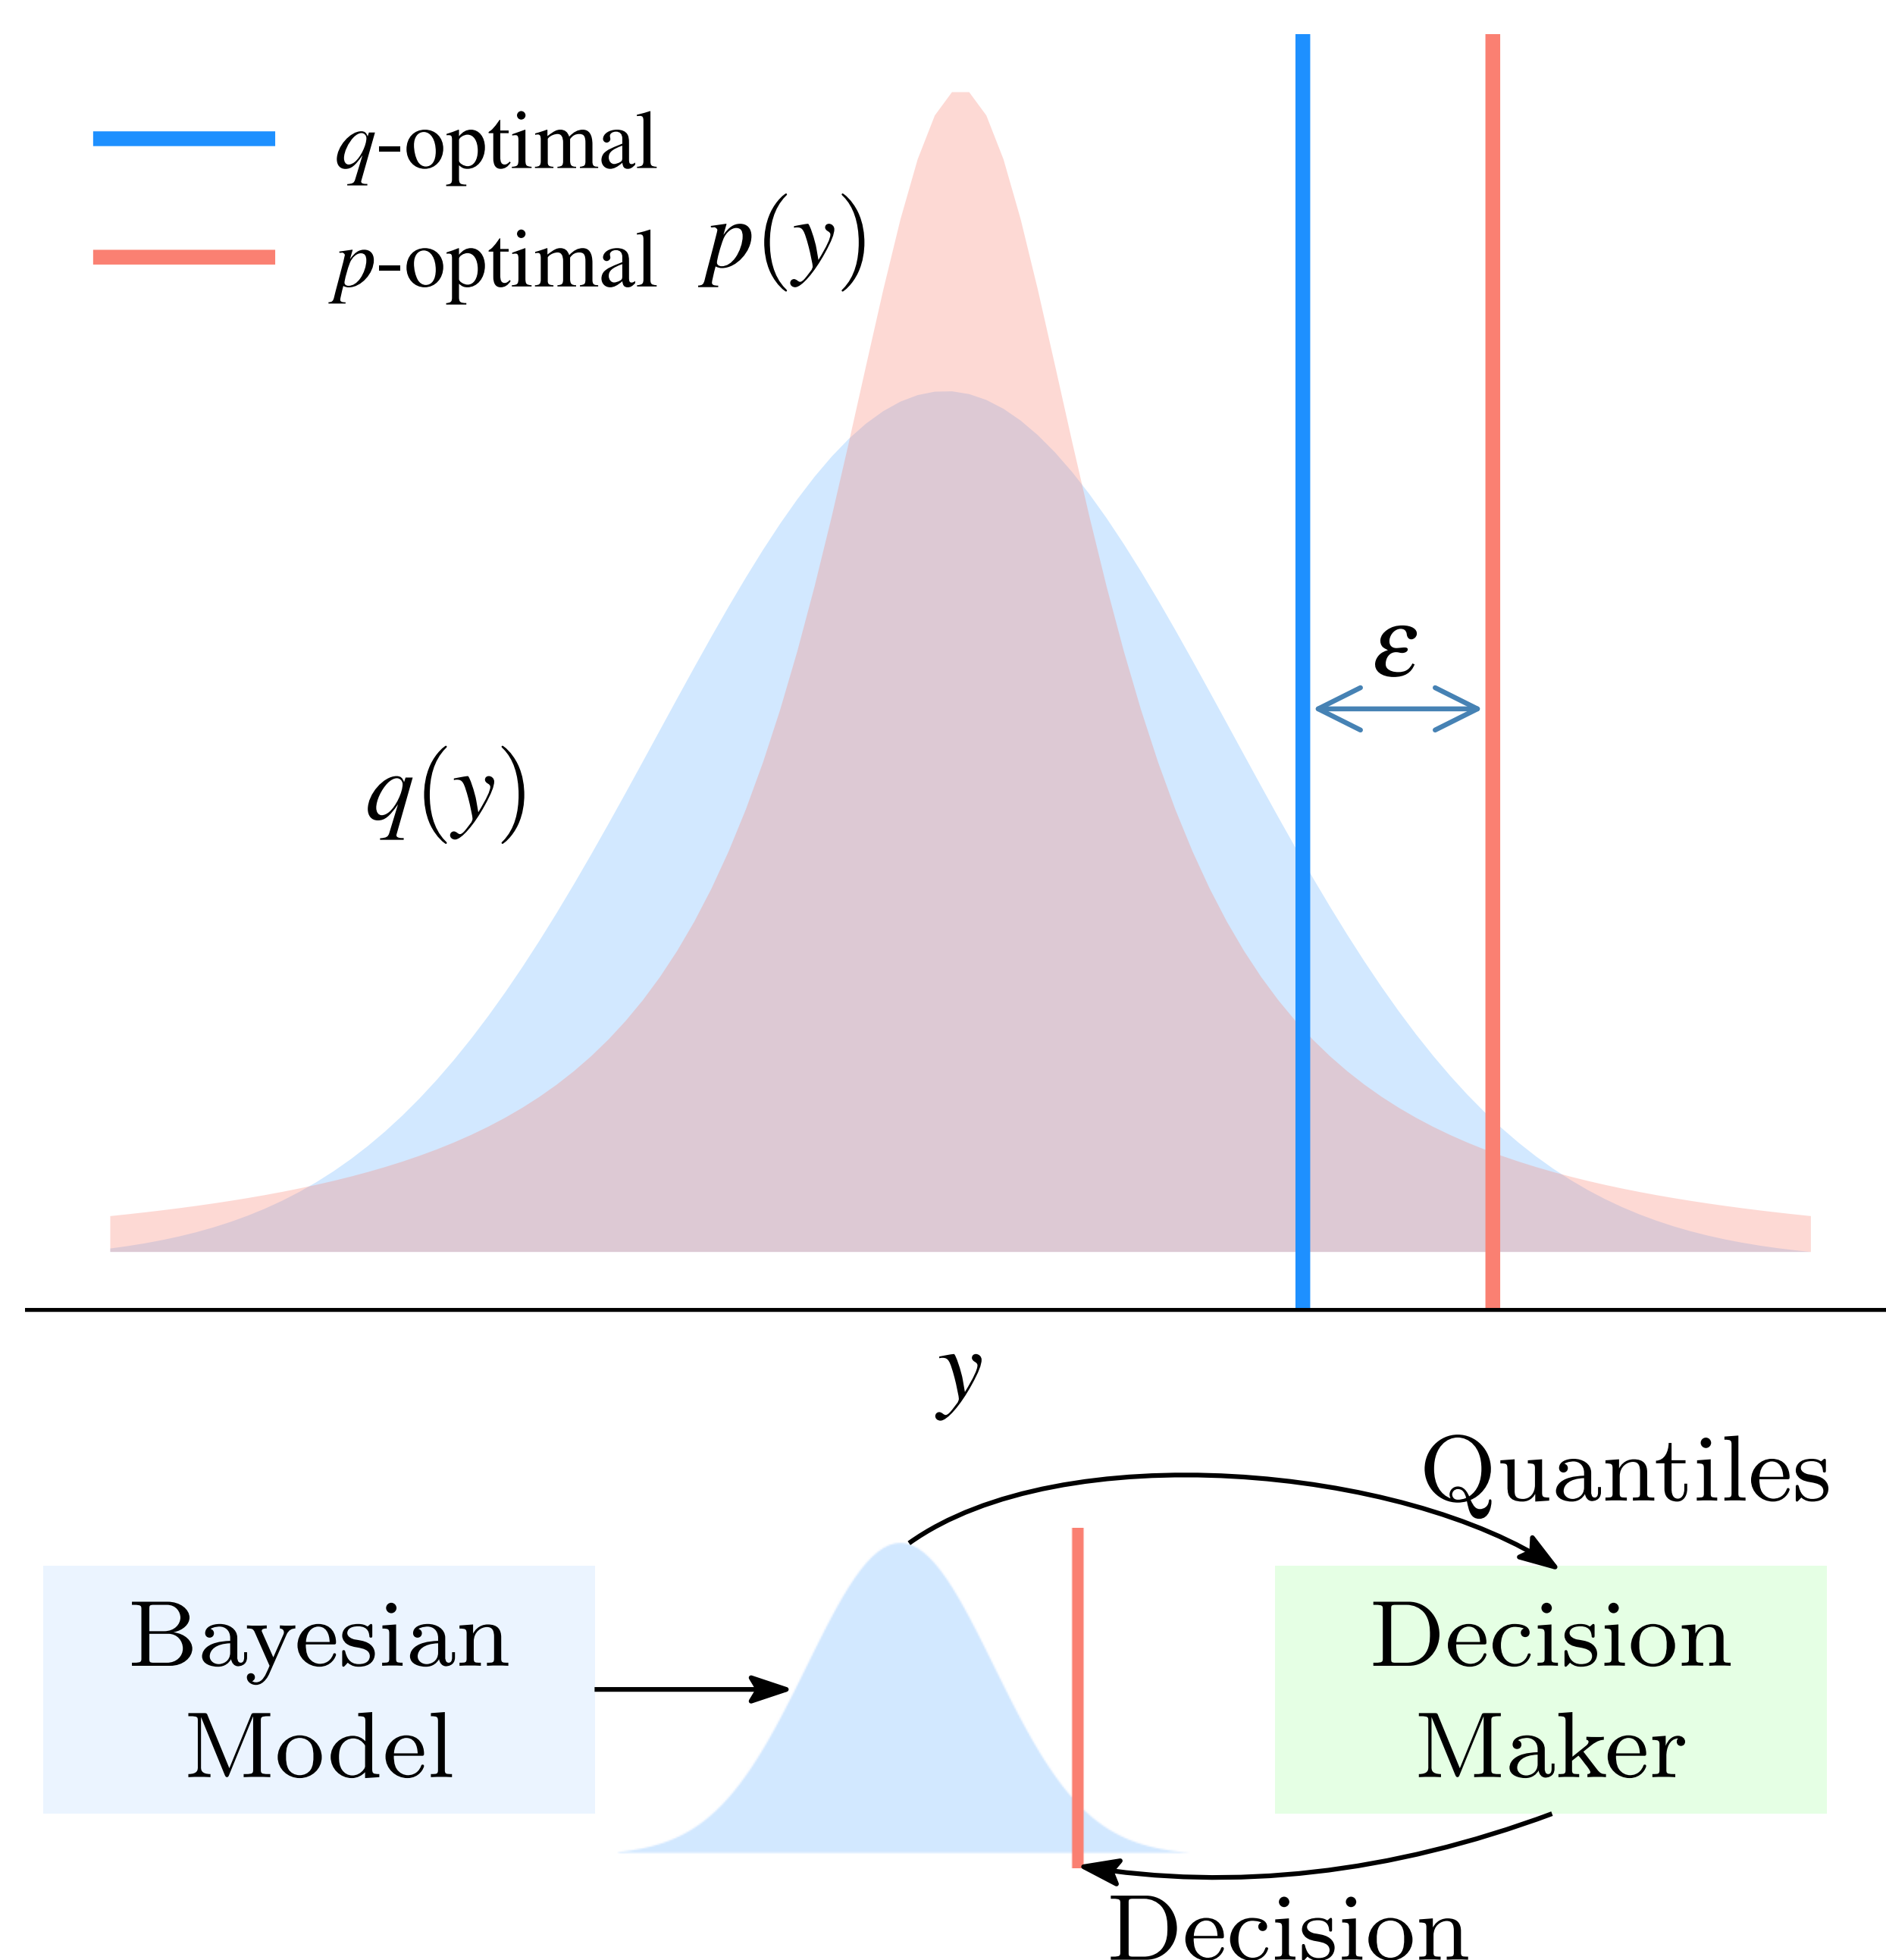 q-optimal
p-optimal
p(y)
ε
q(y)
y
Quantiles
Bayesian
Model
Decision
Maker
Decision